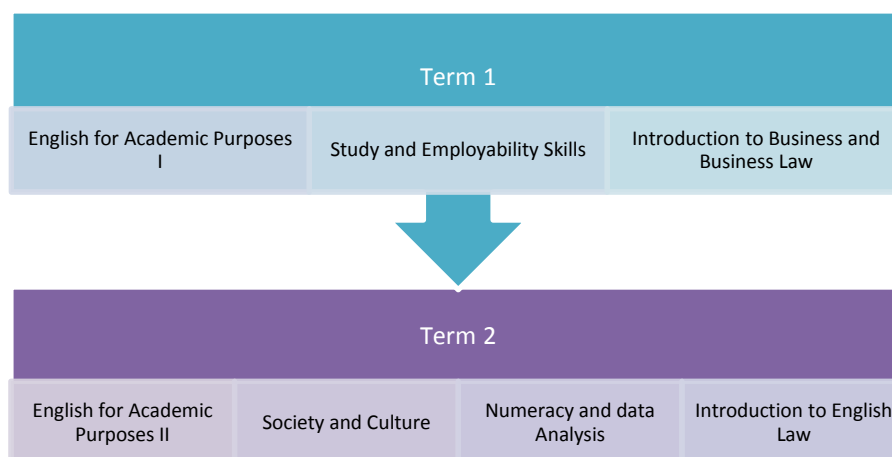 Term 1
English for Academic Purposes
I
Study and Employability Skills
Introduction to Business and
Business Law
Term 2
English for Academic
Purposes II
Society and Culture
Numeracy and data
Analysis
Introduction to English
Law